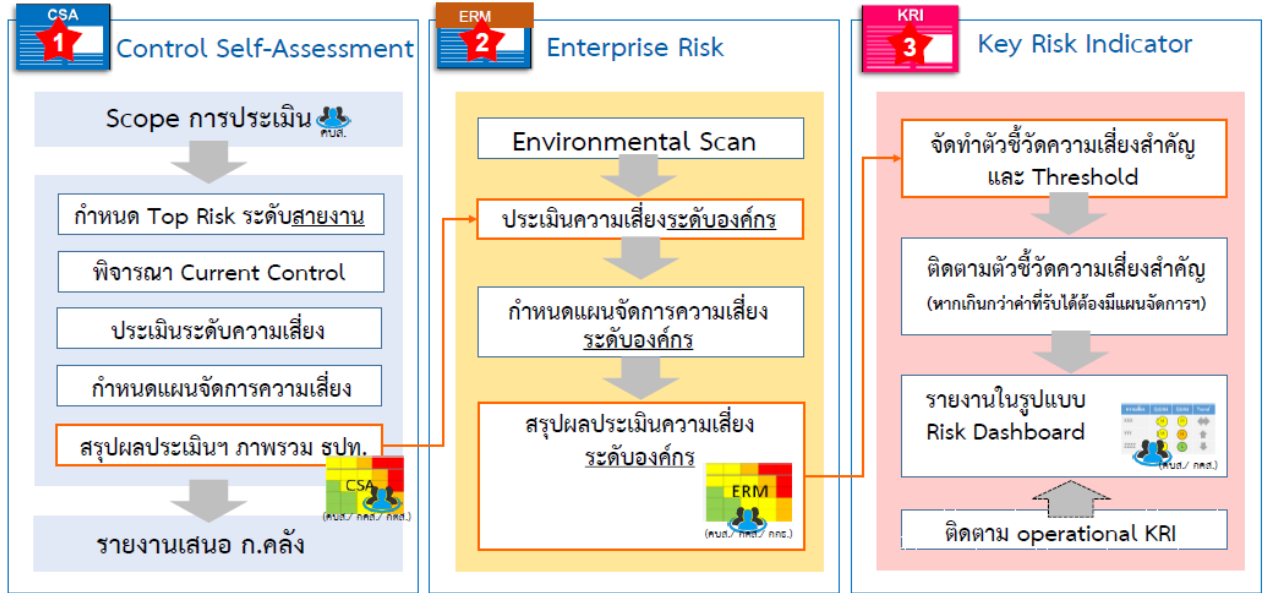 CSA
1
Control Self-Assessment
Scope การประเมิน
คบส.
กำหนด Top Risk ระดับสายงาน
พิจารณา Current Control
ประเมินระดับความเสี่ยง
กำหนดแผนจัดการความเสี่ยง
สรุปผลประเมินฯ ภาพรวม ธปท.
CSA
(คบส./ กคส./ กตส.)
รายงานเสนอ ก.คลัง
ERM
2
Enterprise Risk
Environmental Scan
ประเมินความเสี่ยงระดับองค์กร
กำหนดแผนจัดการความเสี่ยง
ระดับองค์กร
สรุปผลประเมินความเสี่ยง
ระดับองค์กร
ERM
(คบส./ กคส./ กกธ.)
KRI
3
Key Risk Indicator
จัดทำตัวชี้วัดความเสี่ยงสำคัญ
และ Threshold
ติดตามตัวชี้วัดความเสี่ยงสำคัญ
(หากเกินกว่าค่าที่รับได้ต้องมีแผนจัดการฯ)
รายงานในรูปแบบ
Risk Dashboard
(คบส./ กคส.)
ติดตาม operational KRI